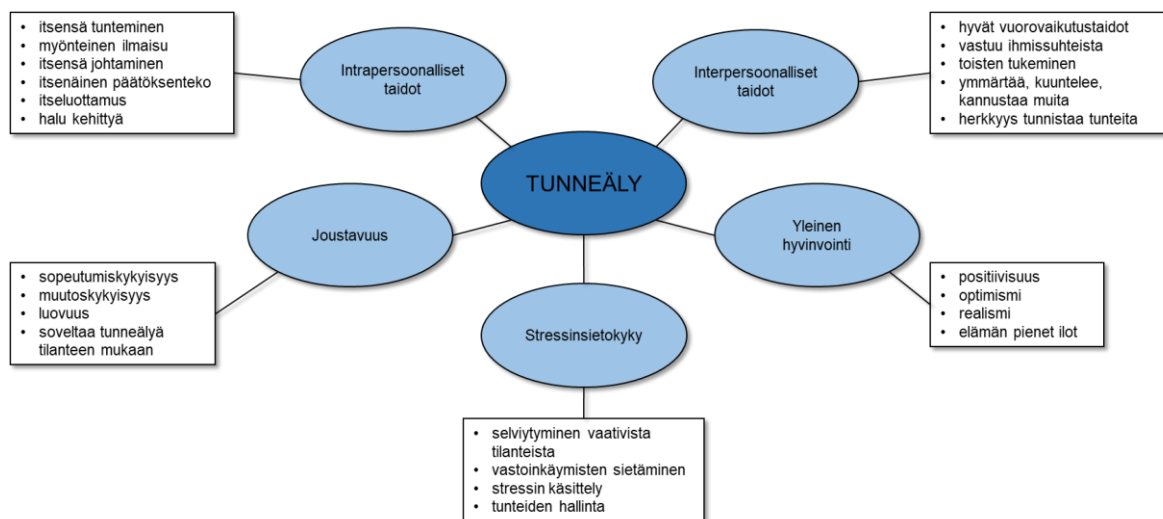 • itsensä tunteminen
• myönteinen ilmaisu
• itsensä johtaminen
• itsenäinen päätöksenteko
• itseluottamus
• halu kehittyä
Intrapersoonalliset
taidot
Interpersoonalliset
taidot
• hyvät vuorovaikutustaidot
• vastuu ihmissuhteista
• toisten tukeminen
• ymmärtää, kuuntelee,
kannustaa muita
• herkkyys tunnistaa tunteita
TUNNEÄLY
Joustavuus
Yleinen
hyvinvointi
• sopeutumiskykyisyys
• muutoskykyisyys
• luovuus
• soveltaa tunneälyä
tilanteen mukaan
Stressinsietokyky
• positiivisuus
• optimismi
• realismi
• elämän pienet ilot
• selviytyminen vaativista
tilanteista
• vastoinkäymisten sietäminen
• stressin käsittely
• tunteiden hallinta